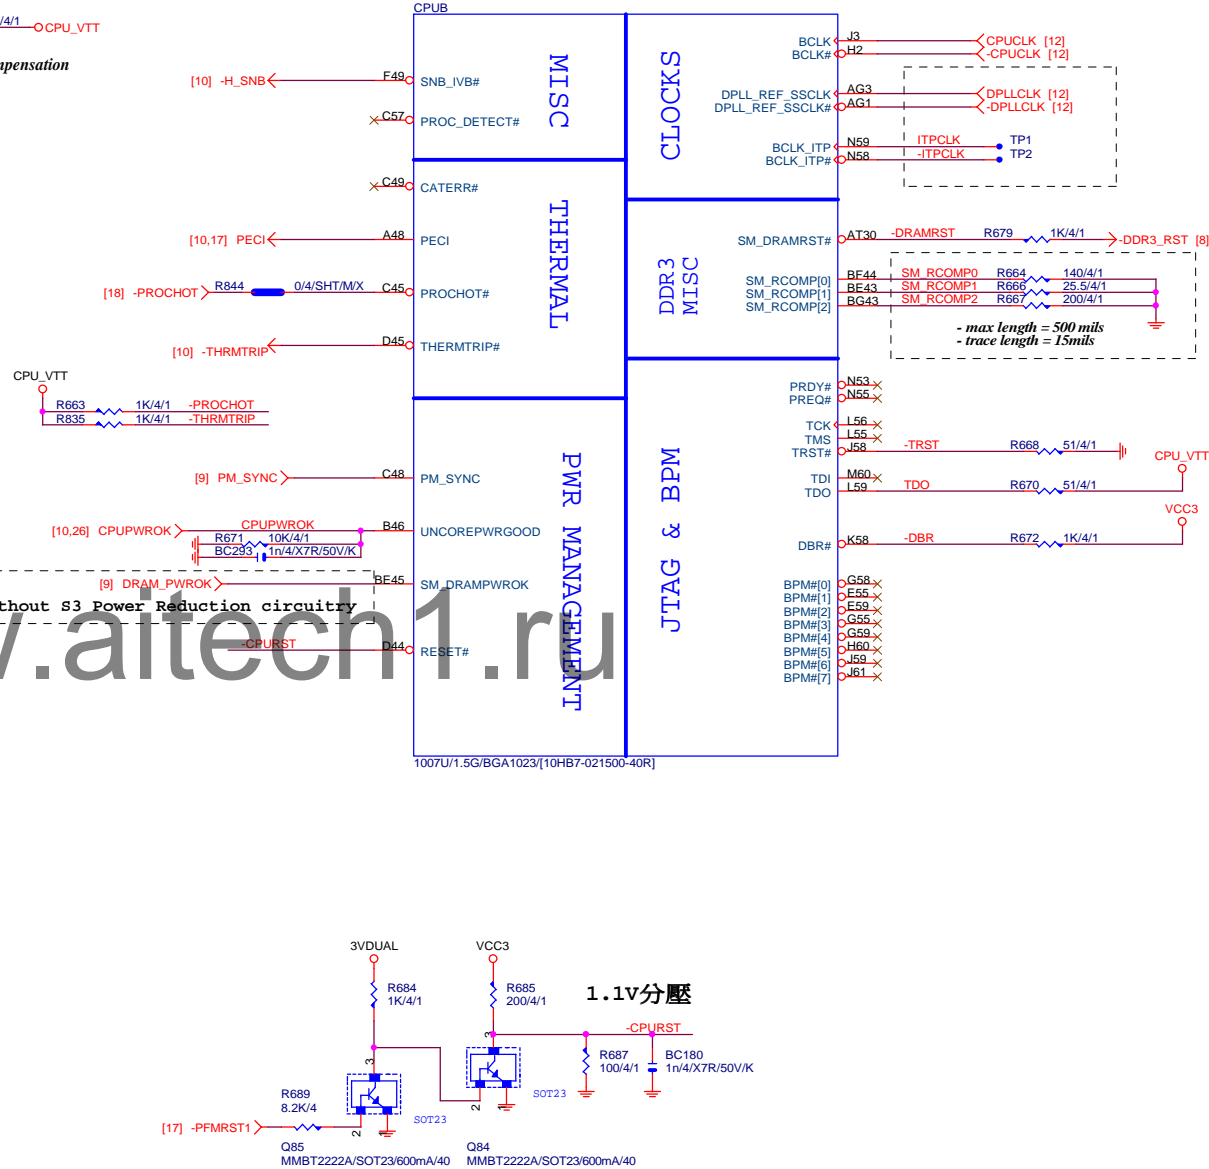 CPUB
/4/1
CPU_VTT
mpensation
[10] -H_SNB
F49
SNB_IVB#
C57
PROC_DETECT#
MISC
C49
CATERR#
[10,17] PECI
A48
PECI
[18] -PROCHOT
R844
0/4/SHT/M/X
C45
PROCHOT#
[10] -THRMTRIP
D45
THERMTRIP#
THERMAL
CPU_VTT
R663
1K/4/1
-PROCHOT
R835
1K/4/1
-THRMTRIP
[9] PM_SYNC
C48
PM_SYNC
[10,26] CPUPWROK
CPUPWROK
B46
UNCOREPWRGOOD
R671
10K/4/1
BC293
1n/4/X7R/50V/K
[9] DRAM_PWROK
BE45
SM_DRAMPWROK
thout S3 Power Reduction circuitry
-CPURST
D44
RESET#
PWR MANAGEMENT
CLOCKS
BCLK
J3
CPUCLK [12]
BCLK#
H2
-CPUCLK [12]
DPLL_REF_SSCLK
AG3
DPLLCLK [12]
DPLL_REF_SSCLK#
AG1
-DPLLCLK [12]
BCLK_ITP
N59
ITPCLK
TP1
BCLK_ITP#
N58
-ITPCLK
TP2
DDR3
MISC
SM_DRAMRST#
AT30
-DRAMRST
R679
1K/4/1
-DDR3_RST [8]
SM_RCOMP[0]
BF44
SM_RCOMP0
R664
140/4/1
SM_RCOMP[1]
BE43
SM_RCOMP1
R666
25.5/4/1
SM_RCOMP[2]
BG43
SM_RCOMP2
R667
200/4/1
- max length = 500 mils
- trace length = 15mils
JTAG & BPM
PRDY#
N53
PREQ#
N55
TCK
L56
TMS
L55
TRST#
J58
-TRST
R668
51/4/1
TDI
M60
TDO
L59
TDO
R670
51/4/1
CPU_VTT
VCC3
DBR#
K58
-DBR
R672
1K/4/1
BPM#[0]
G58
BPM#[1]
E55
BPM#[2]
E59
BPM#[3]
G55
BPM#[4]
G59
BPM#[5]
H60
BPM#[6]
J59
BPM#[7]
J61
w.aitech1.ru
1007U/1.5G/BGA1023/[10HB7-021500-40R]
3VDUAL
R684
1K/4/1
VCC3
R685
200/4/1
1.1V分壓
-CPURST
R687
100/4/1
BC180
1n/4/X7R/50V/K
3
3
2
1
SOT23
R689
8.2K/4
[17] -PFMRST1
2
1
SOT23
Q85
MMBT2222A/SOT23/600mA/40
Q84
MMBT2222A/SOT23/600mA/40